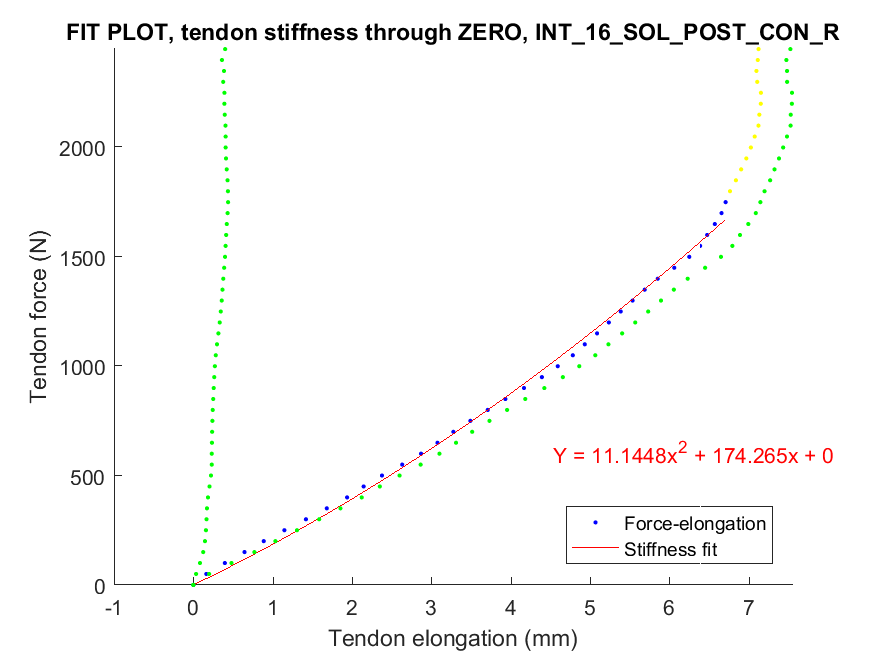 FIT PLOT, tendon stiffness through ZERO, INT_16_SOL_POST_CON_R
Tendon force (N)
2000
1500
1000
500
0
Y = 11.1448x² + 174.265x + 0
Force-elongation
Stiffness fit
-1 0 1 2 3 4 5 6 7
Tendon elongation (mm)